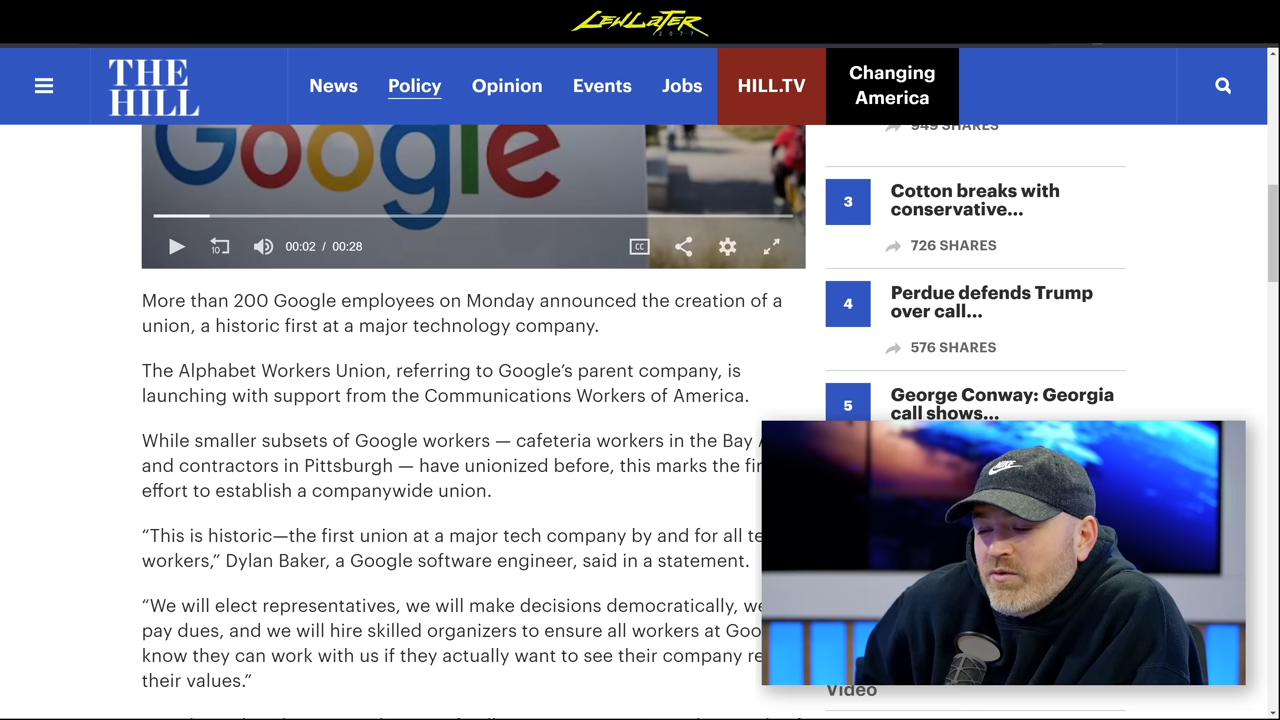 LEWLATER
2077
THE
HILL
News
Policy
Opinion
Events
Jobs
HILL.TV
Changing
America
Google
10
00:02 / 00:28
CC
More than 200 Google employees on Monday announced the creation of a
union, a historic first at a major technology company.
The Alphabet Workers Union, referring to Google’s parent company, is
launching with support from the Communications Workers of America.
While smaller subsets of Google workers — cafeteria workers in the Bay
and contractors in Pittsburgh — have unionized before, this marks the
effort to establish a companywide union.
“This is historic—the first union at a major tech company by and for all
workers,” Dylan Baker, a Google software engineer, said in a statement.
“We will elect representatives, we will make decisions democratically,
pay dues, and we will hire skilled organizers to ensure all workers at
know they can work with us if they actually want to see their company
their values.”
949 SHARES
3
Cotton breaks with
conservative...
726 SHARES
4
Perdue defends Trump
over call...
576 SHARES
5
George Conway: Georgia
call shows...
Video